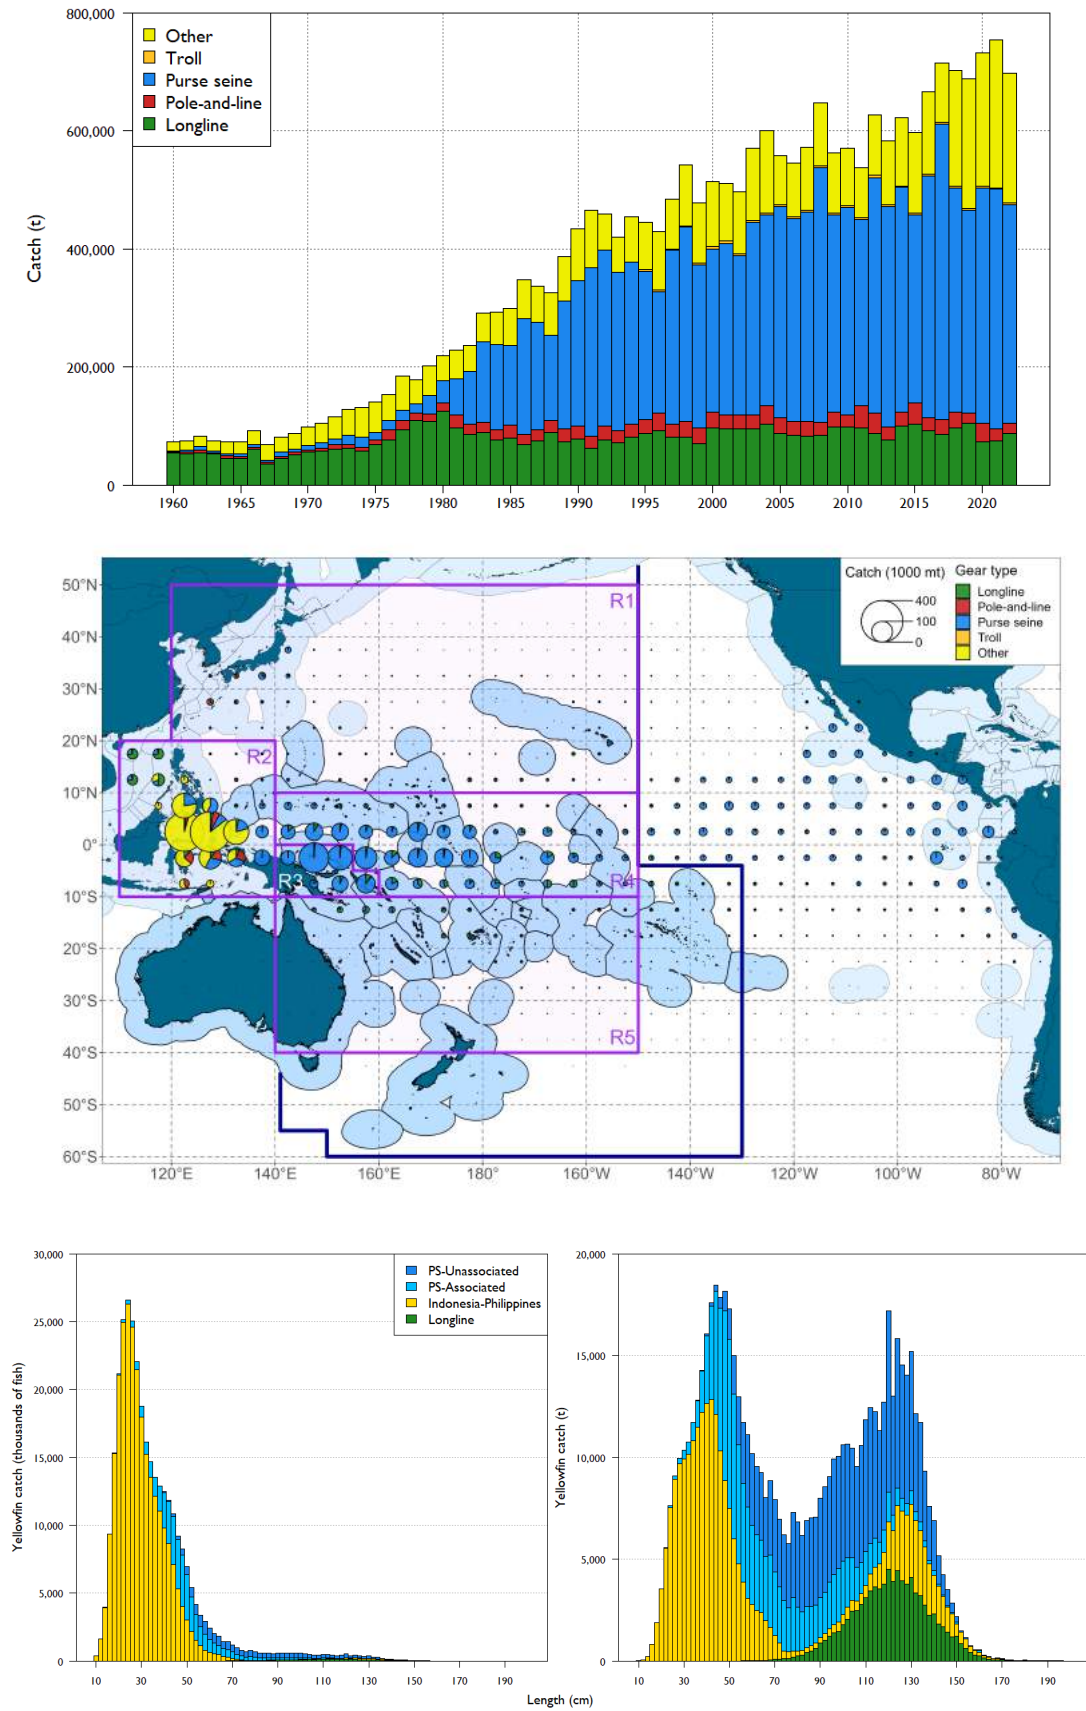 800,000
600,000
400,000
200,000
0
Catch (t)
Other
Troll
Purse seine
Pole-and-line
Longline
1960 1965 1970 1975 1980 1985 1990 1995 2000 2005 2010 2015 2020
Catch (1000 mt)
400
100
0
Gear type
Longline
Pole-and-line
Purse seine
Troll
Other
50°N
40°N
30°N
20°N
10°N
0°
10°S
20°S
30°S
40°S
50°S
60°S
R1
R2
R3
R4
R5
120°E 140°E 160°E 180° 160°W 140°W 120°W 100°W 80°W
30,000
25,000
20,000
15,000
10,000
5,000
0
Yellowfin catch (thousands of fish)
PS-Unassociated
PS-Associated
Indonesia-Philippines
Longline
10 30 50 70 90 110 130 150 170 190
20,000
15,000
10,000
5,000
0
Yellowfin catch (t)
10 30 50 70 90 110 130 150 170 190
Length (cm)